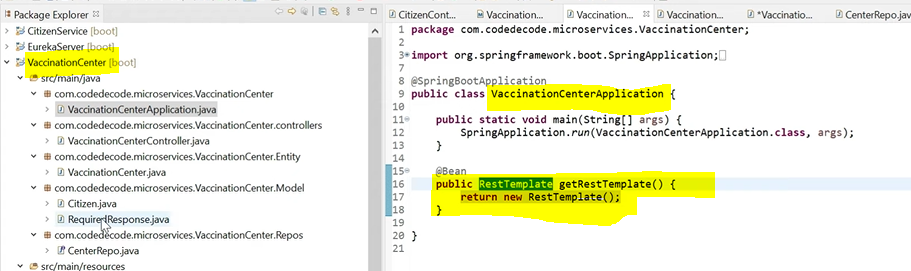 Package Explorer
CitizenService [boot]
EurekaServer [boot]
VaccinationCenter [boot]
src/main/java
com.codedecode.microservices.VaccinationCenter
VaccinationCenterApplication.java
com.codedecode.microservices.VaccinationCenter.controllers
VaccinationCenterController.java
com.codedecode.microservices.VaccinationCenter.Entity
VaccinationCenter.java
com.codedecode.microservices.VaccinationCenter.Model
Citizen.java
RequiredResponse.java
com.codedecode.microservices.VaccinationCenter.Repos
CenterRepo.java
src/main/resources
CitizenCont...
Vaccination...
Vaccination...
Vaccination...
*Vaccinatio...
CenterRepo.java
1 package com.codedecode.microservices.VaccinationCenter;
2
3 import org.springframework.boot.SpringApplication;
7
8 @SpringBootApplication
9 public class VaccinationCenterApplication {
10
11 public static void main(String[] args) {
12 SpringApplication.run(VaccinationCenterApplication.class, args);
13 }
14
15 @Bean
16 public RestTemplate getRestTemplate() {
17 return new RestTemplate();
18 }
19
20 }
21